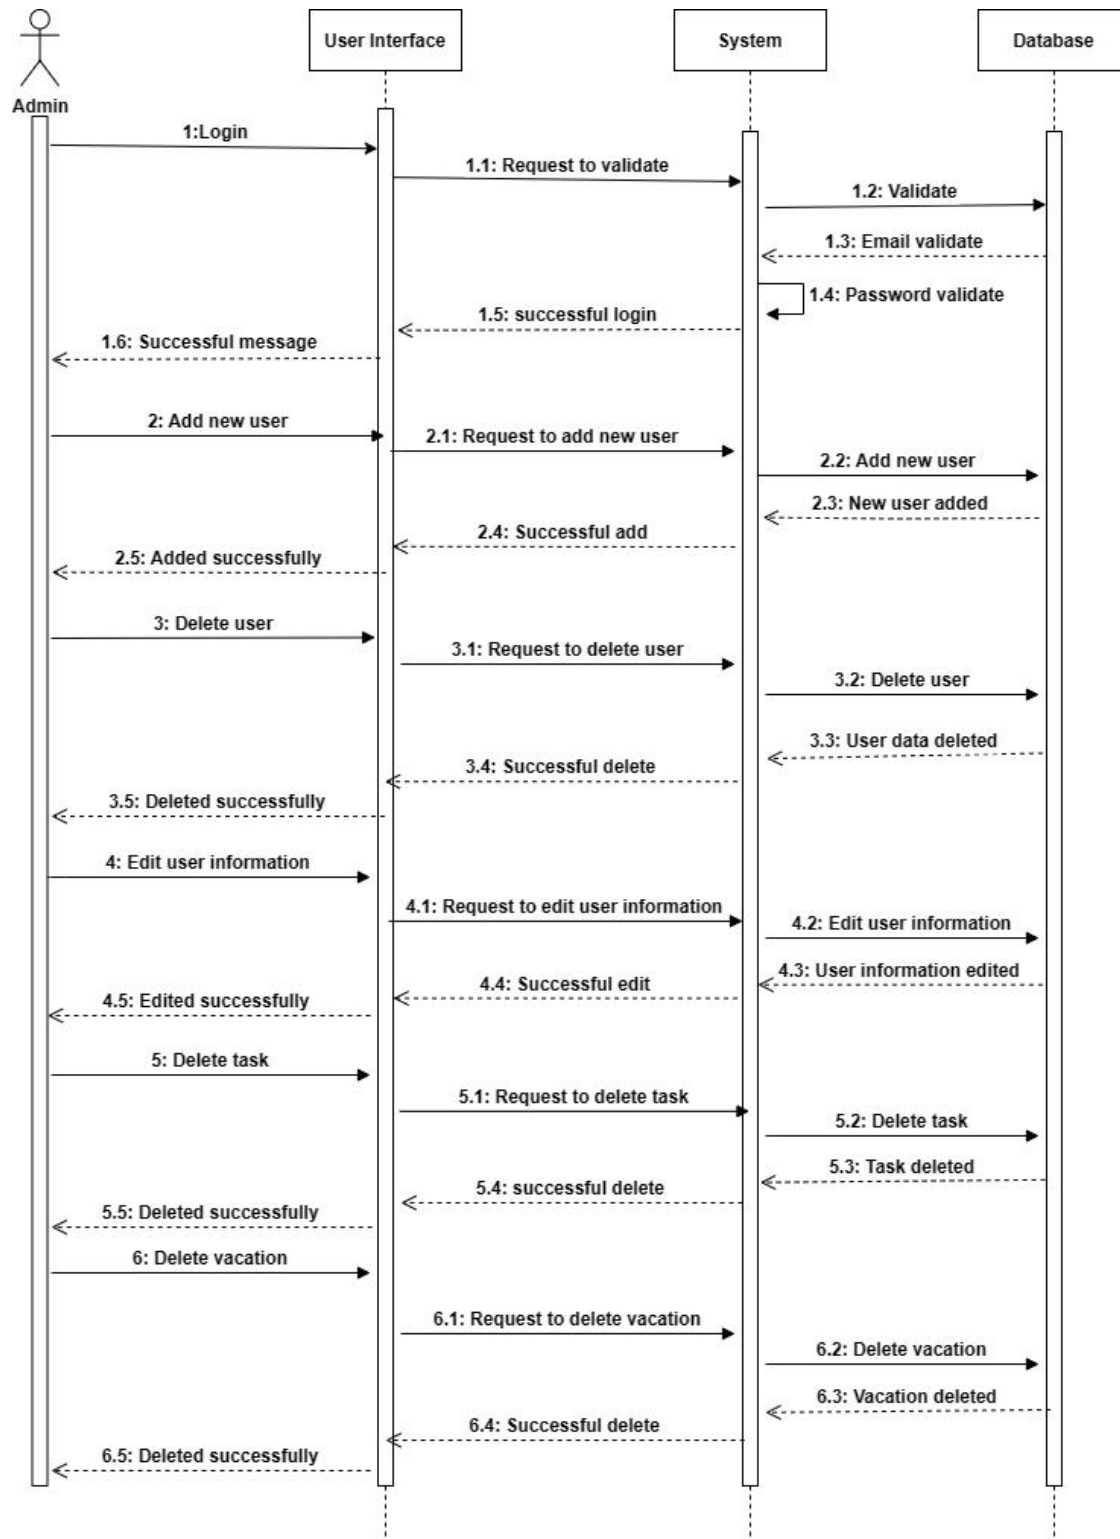 User Interface
System
Database
Admin
1:Login
1.1: Request to validate
1.2: Validate
1.3: Email validate
1.4: Password validate
1.5: successful login
1.6: Successful message
2: Add new user
2.1: Request to add new user
2.2: Add new user
2.3: New user added
2.4: Successful add
2.5: Added successfully
3: Delete user
3.1: Request to delete user
3.2: Delete user
3.3: User data deleted
3.4: Successful delete
3.5: Deleted successfully
4: Edit user information
4.1: Request to edit user information
4.2: Edit user information
4.3: User information edited
4.4: Successful edit
4.5: Edited successfully
5: Delete task
5.1: Request to delete task
5.2: Delete task
5.3: Task deleted
5.4: successful delete
5.5: Deleted successfully
6: Delete vacation
6.1: Request to delete vacation
6.2: Delete vacation
6.3: Vacation deleted
6.4: Successful delete
6.5: Deleted successfully